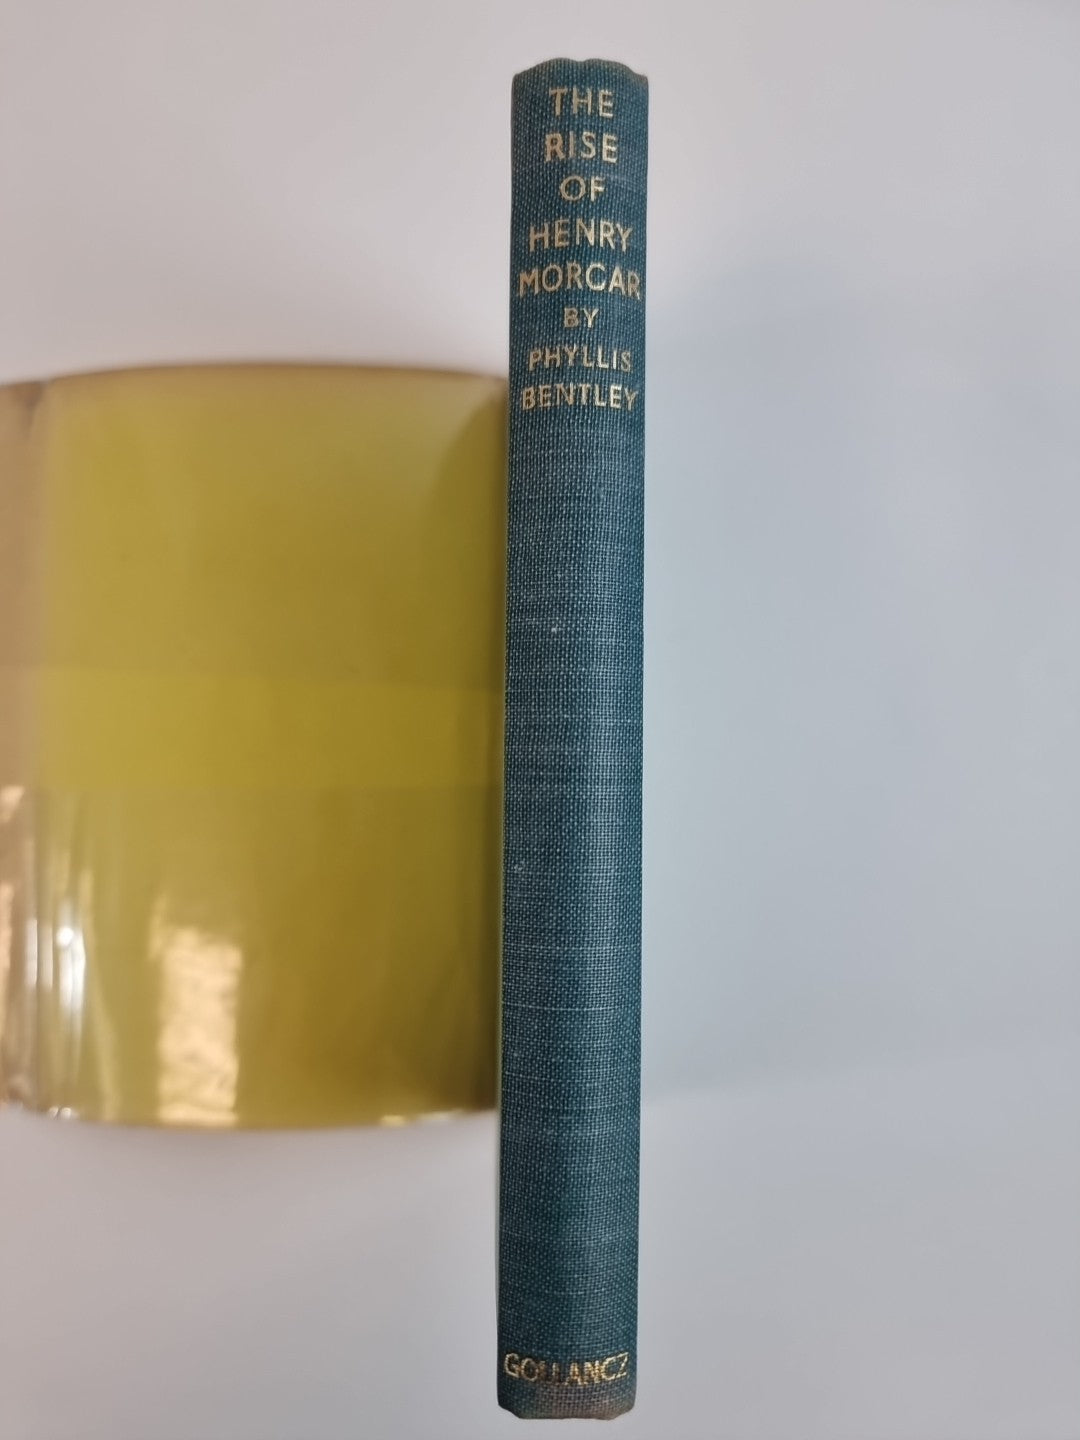 THE
RISE
OF
HENRY
MORCAR
BY
PHYLLIS
BENTLEY
GOLLANCZ